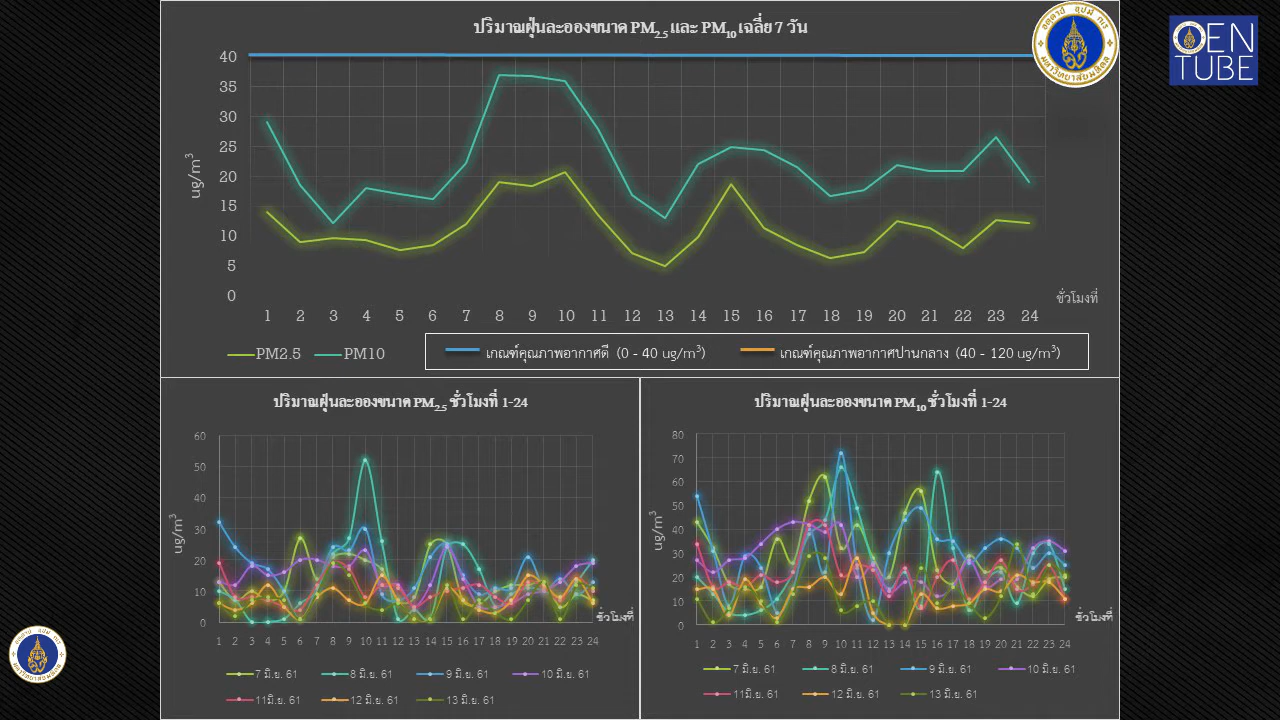 ปริมาณฝุ่นละอองขนาด PM2.5 และ PM10 เฉลี่ย 7 วัน
EN
TUBE
40
35
30
25
20
15
10
5
0
ug/m³
1 2 3 4 5 6 7 8 9 10 11 12 13 14 15 16 17 18 19 20 21 22 23 24
ชั่วโมงที่
PM2.5 PM10 เกณฑ์คุณภาพอากาศดี (0 - 40 ug/m³) เกณฑ์คุณภาพอากาศปานกลาง (40 - 120 ug/m³)
ปริมาณฝุ่นละอองขนาด PM2.5 ชั่วโมงที่ 1-24
60
50
40
30
20
10
0
ug/m³
1 2 3 4 5 6 7 8 9 10 11 12 13 14 15 16 17 18 19 20 21 22 23 24
ชั่วโมงที่
7 มิ.ย. 61 8 มิ.ย. 61 9 มิ.ย. 61 10 มิ.ย. 61
11มิ.ย. 61 12 มิ.ย. 61 13 มิ.ย. 61
ปริมาณฝุ่นละอองขนาด PM10 ชั่วโมงที่ 1-24
80
70
60
50
40
30
20
10
0
ug/m³
1 2 3 4 5 6 7 8 9 10 11 12 13 14 15 16 17 18 19 20 21 22 23 24
ชั่วโมงที่
7 มิ.ย. 61 8 มิ.ย. 61 9 มิ.ย. 61 10 มิ.ย. 61
11มิ.ย. 61 12 มิ.ย. 61 13 มิ.ย. 61
มหาวิทยาลัยมหิดล